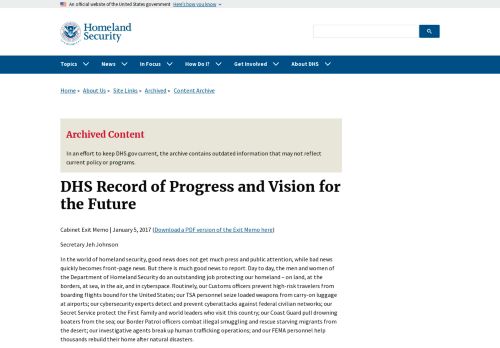 An official website of the United States government Here's how you know
Homeland
Security
Topics News In Focus How Do I? Get Involved About DHS
Home » About Us » Site Links » Archived » Content Archive
Archived Content
In an effort to keep DHS.gov current, the archive contains outdated information that may not reflect
current policy or programs.
DHS Record of Progress and Vision for
the Future
Cabinet Exit Memo | January 5, 2017 (Download a PDF version of the Exit Memo here)
Secretary Jeh Johnson
In the world of homeland security, good news does not get much press and public attention, while bad news
quickly becomes front-page news. But there is much good news to report. Day to day, the men and women of
the Department of Homeland Security do an outstanding job protecting our homeland – on land, at the
borders, at sea, in the air, and in cyberspace. Routinely, our Customs officers prevent high-risk travelers from
boarding flights bound for the United States; our TSA personnel seize loaded weapons from carry-on luggage
at airports; our cybersecurity experts detect and prevent cyberattacks against federal civilian networks; our
Secret Service protect the First Family and world leaders who visit this country; our Coast Guard pull drowning
boaters from the sea; our Border Patrol officers combat illegal smuggling and rescue starving migrants from
the desert; our investigative agents break up human trafficking operations; and our FEMA personnel help
thousands rebuild their home after natural disasters.